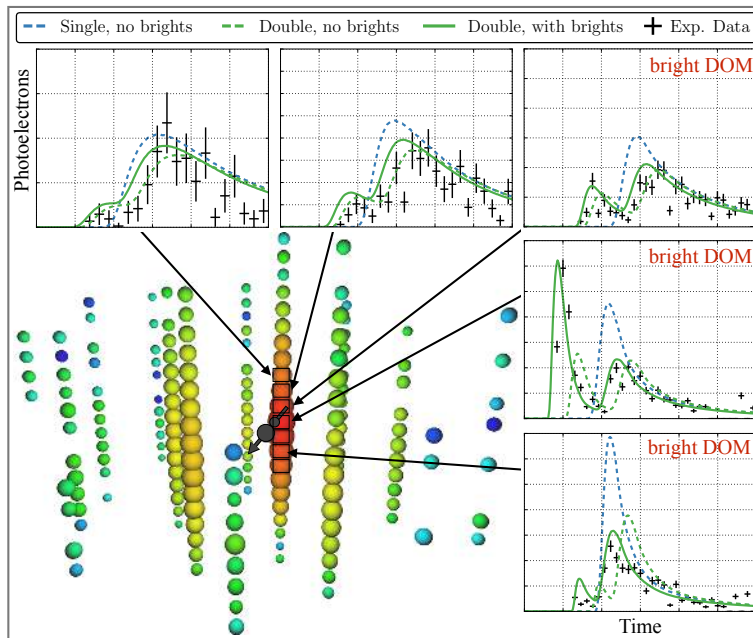 Single, no brights Double, no brights Double, with brights Exp. Data
Photoelectrons
bright DOM
bright DOM
bright DOM
Time